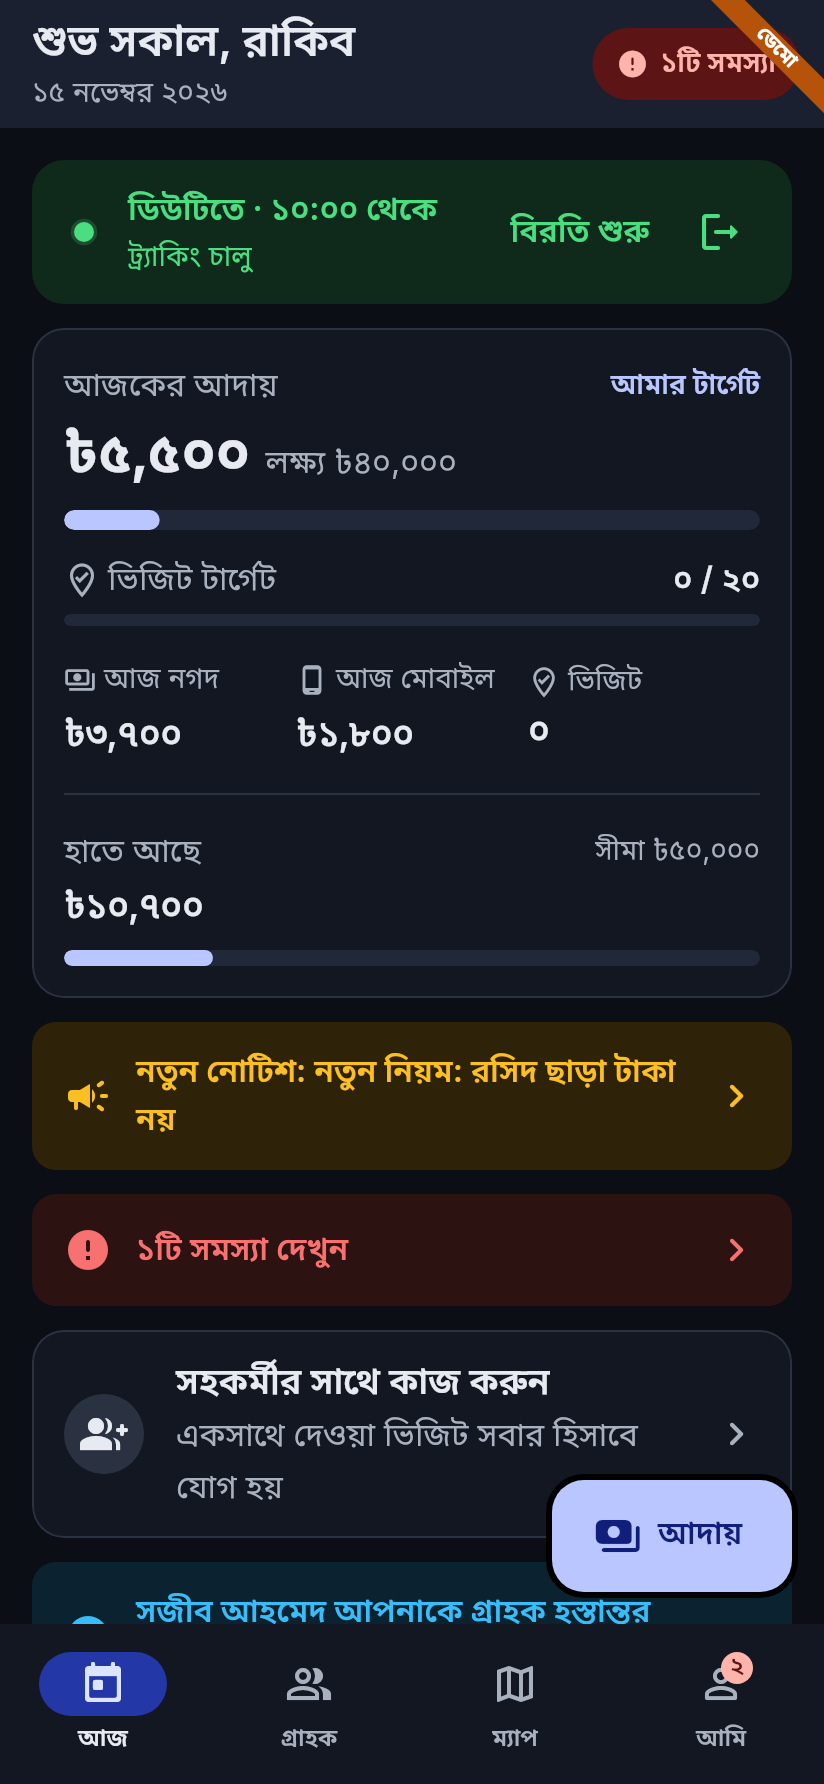 শুভ সকাল, রাকিব
১৫ নভেম্বর ২০২৬
১টি সমস্যা
ডেমো
ডিউটিতে · ১০:০০ থেকে
ট্র্যাকিং চালু
বিরতি শুরু
আজকের আদায়
আমার টার্গেট
৳৫,৫০০ লক্ষ্য ৳৪০,০০০
ভিজিট টার্গেট
০ / ২০
আজ নগদ
আজ মোবাইল
ভিজিট
৳৩,৭০০
৳১,৮০০
০
হাতে আছে
সীমা ৳৫০,০০০
৳১০,৭০০
নতুন নোটিশ: নতুন নিয়ম: রসিদ ছাড়া টাকা
নয়
১টি সমস্যা দেখুন
সহকর্মীর সাথে কাজ করুন
একসাথে দেওয়া ভিজিট সবার হিসাবে
যোগ হয়
আদায়
সজীব আহমেদ আপনাকে গ্রাহক হস্তান্তর
আজ
গ্রাহক
ম্যাপ
২
আমি